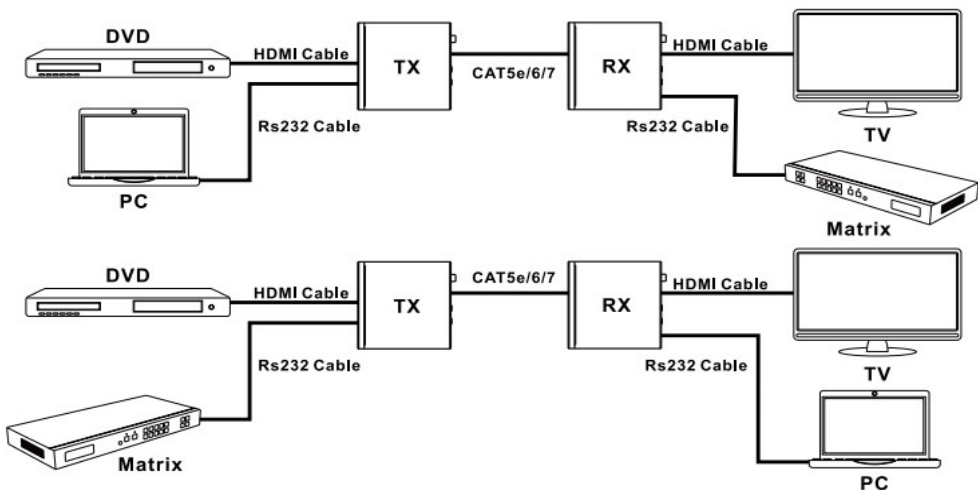 DVD
HDMI Cable
TX
CAT5e/6/7
RX
HDMI Cable
Rs232 Cable
Rs232 Cable
TV
PC
Matrix
DVD
HDMI Cable
TX
CAT5e/6/7
RX
HDMI Cable
Rs232 Cable
Rs232 Cable
TV
Matrix
PC